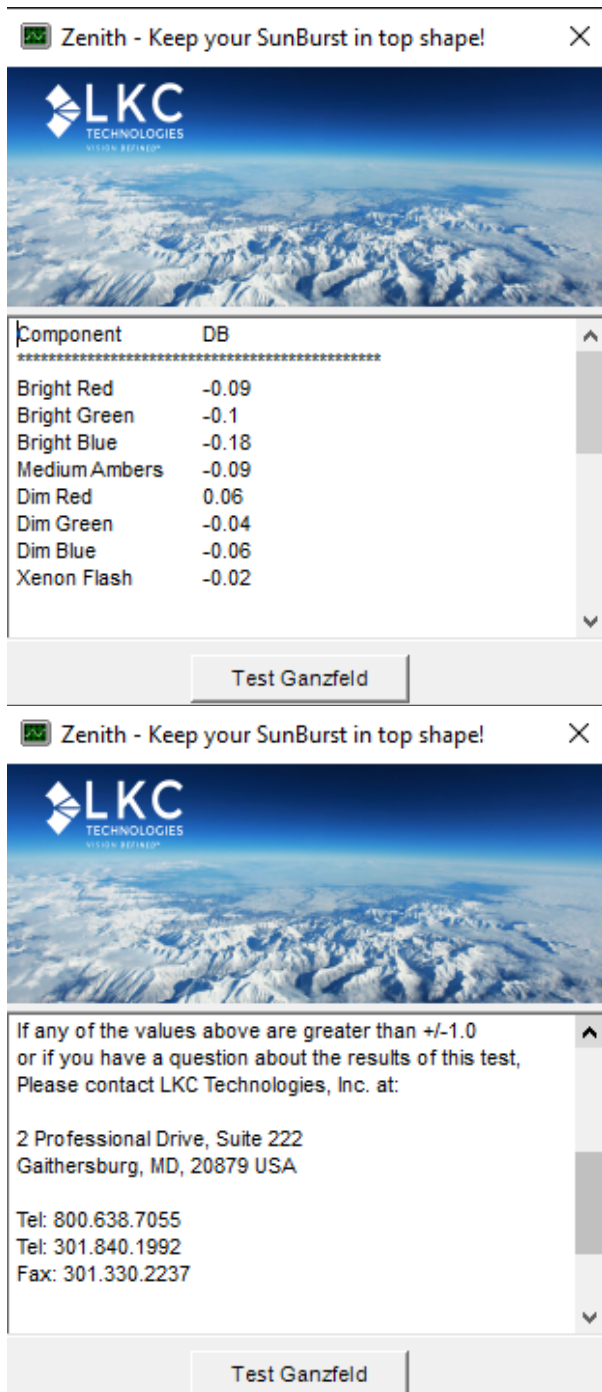 Zenith - Keep your SunBurst in top shape!
LKC
TECHNOLOGIES
VISION DEFINED™
Component DB
***********************************************
Bright Red -0.09
Bright Green -0.1
Bright Blue -0.18
Medium Ambers -0.09
Dim Red 0.06
Dim Green -0.04
Dim Blue -0.06
Xenon Flash -0.02
Test Ganzfeld
Zenith - Keep your SunBurst in top shape!
LKC
TECHNOLOGIES
VISION DEFINED™
If any of the values above are greater than +/-1.0
or if you have a question about the results of this test,
Please contact LKC Technologies, Inc. at:
2 Professional Drive, Suite 222
Gaithersburg, MD, 20879 USA
Tel: 800.638.7055
Tel: 301.840.1992
Fax: 301.330.2237
Test Ganzfeld